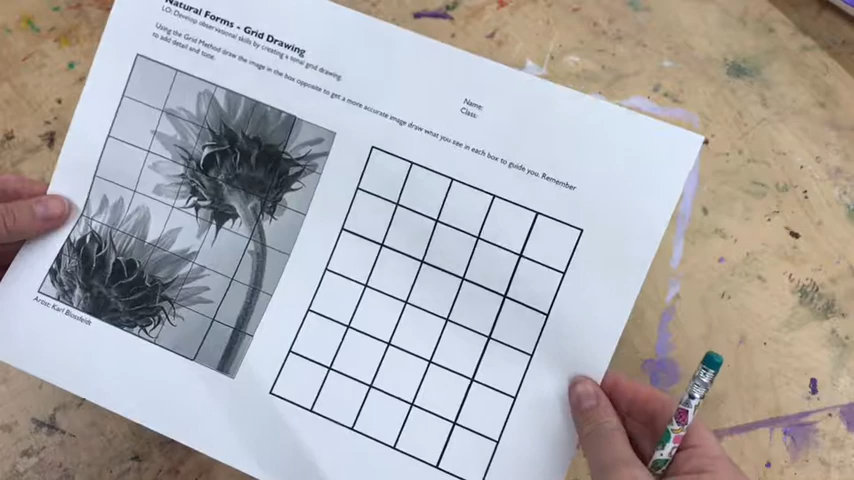 Natural Forms - Grid Drawing
LO: Develop observational skills by creating a tonal grid drawing.
Name:
Class:
Using the Grid Method draw the image in the box opposite to get a more accurate image draw what you see in each box to guide you. Remember
to add detail and tone.
Artist: Karl Blossfeldt